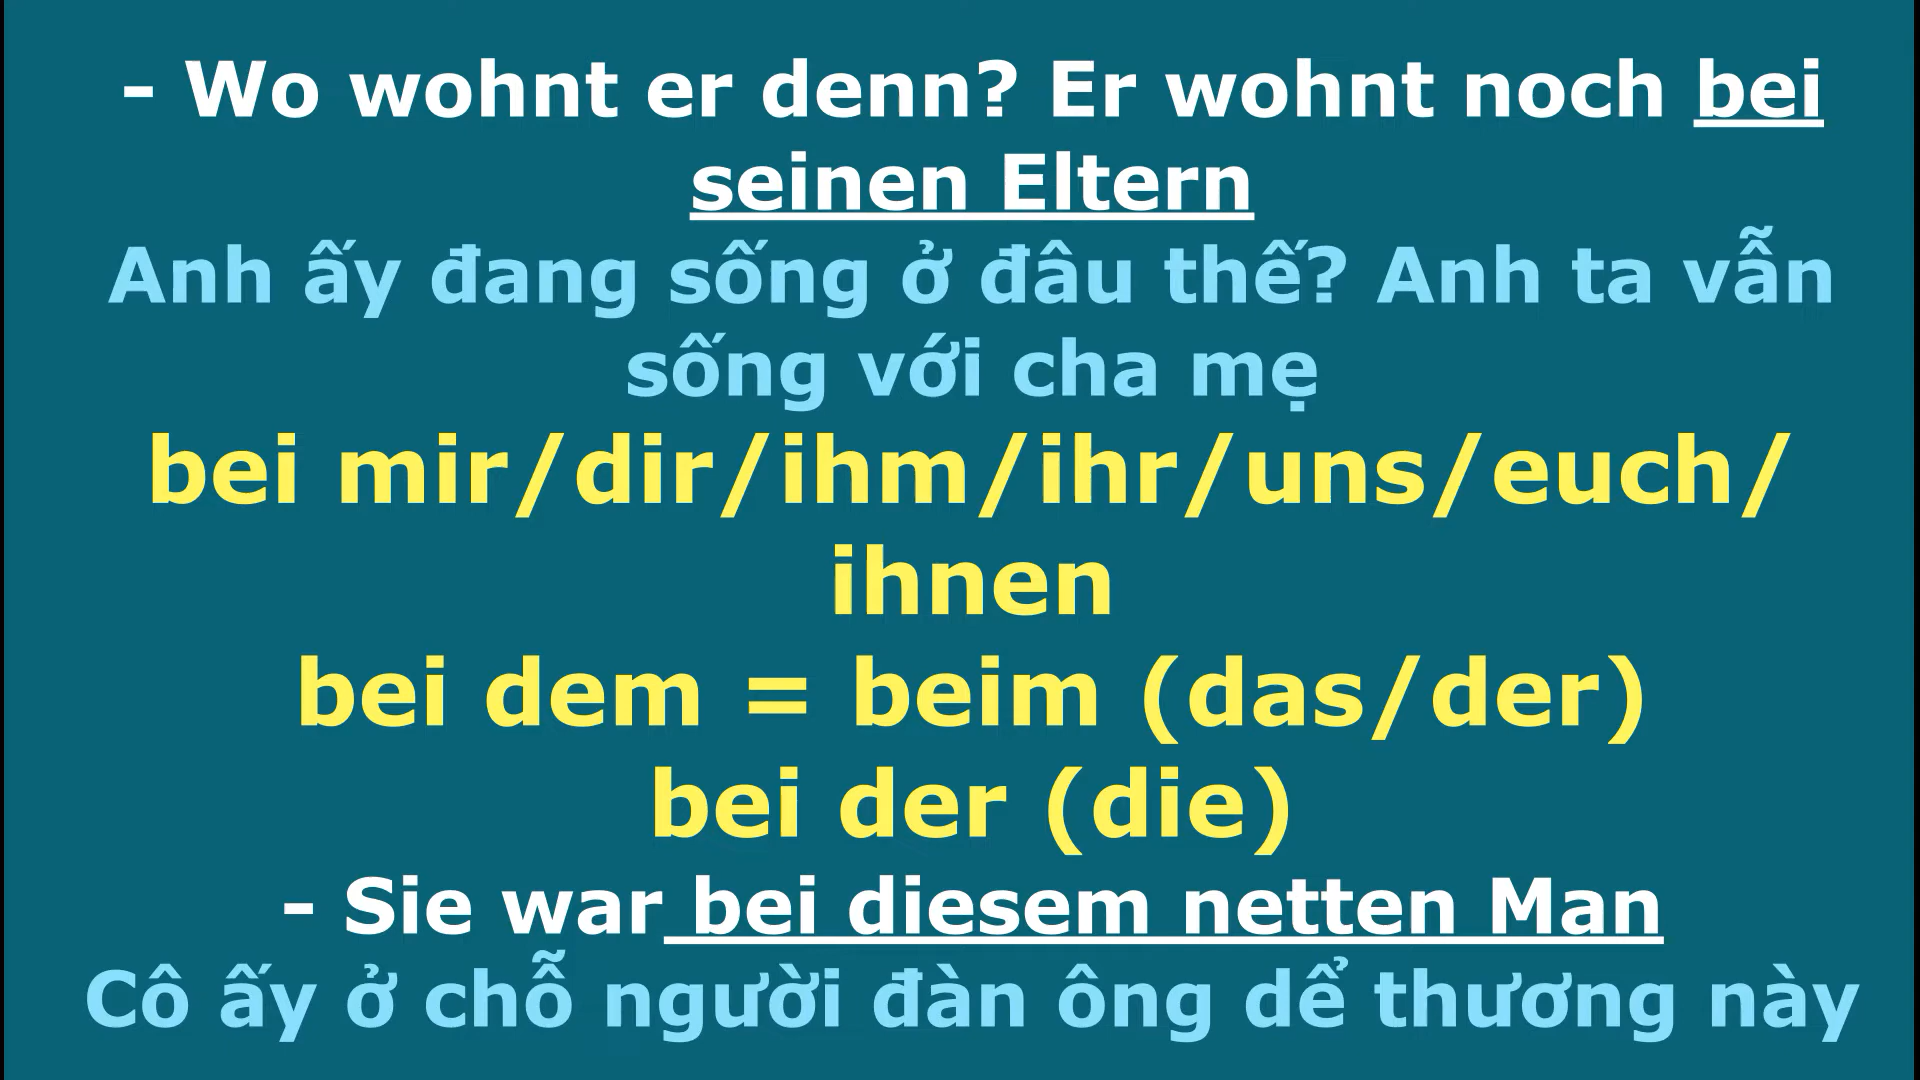 - Wo wohnt er denn? Er wohnt noch bei
seinen Eltern
Anh ấy đang sống ở đâu thế? Anh ta vẫn
sống với cha mẹ
bei mir/dir/ihm/ihr/uns/euch/
ihnen
bei dem = beim (das/der)
bei der (die)
- Sie war bei diesem netten Man
Cô ấy ở chỗ người đàn ông dể thương này